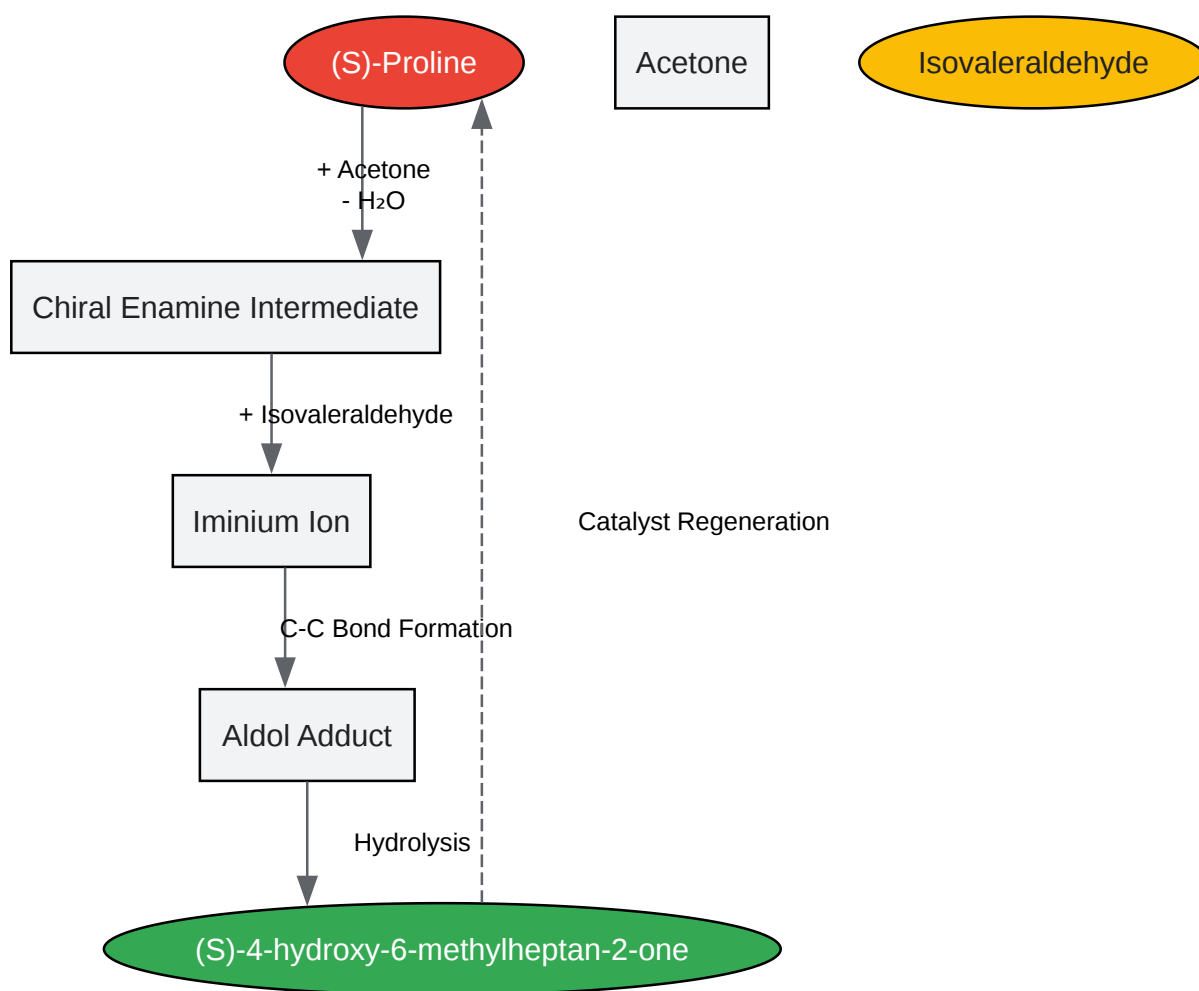 (S)-Proline
Acetone
Isovaleraldehyde
+ Acetone
- H₂O
Chiral Enamine Intermediate
+ Isovaleraldehyde
Iminium Ion
Catalyst Regeneration
C-C Bond Formation
Aldol Adduct
Hydrolysis
(S)-4-hydroxy-6-methylheptan-2-one